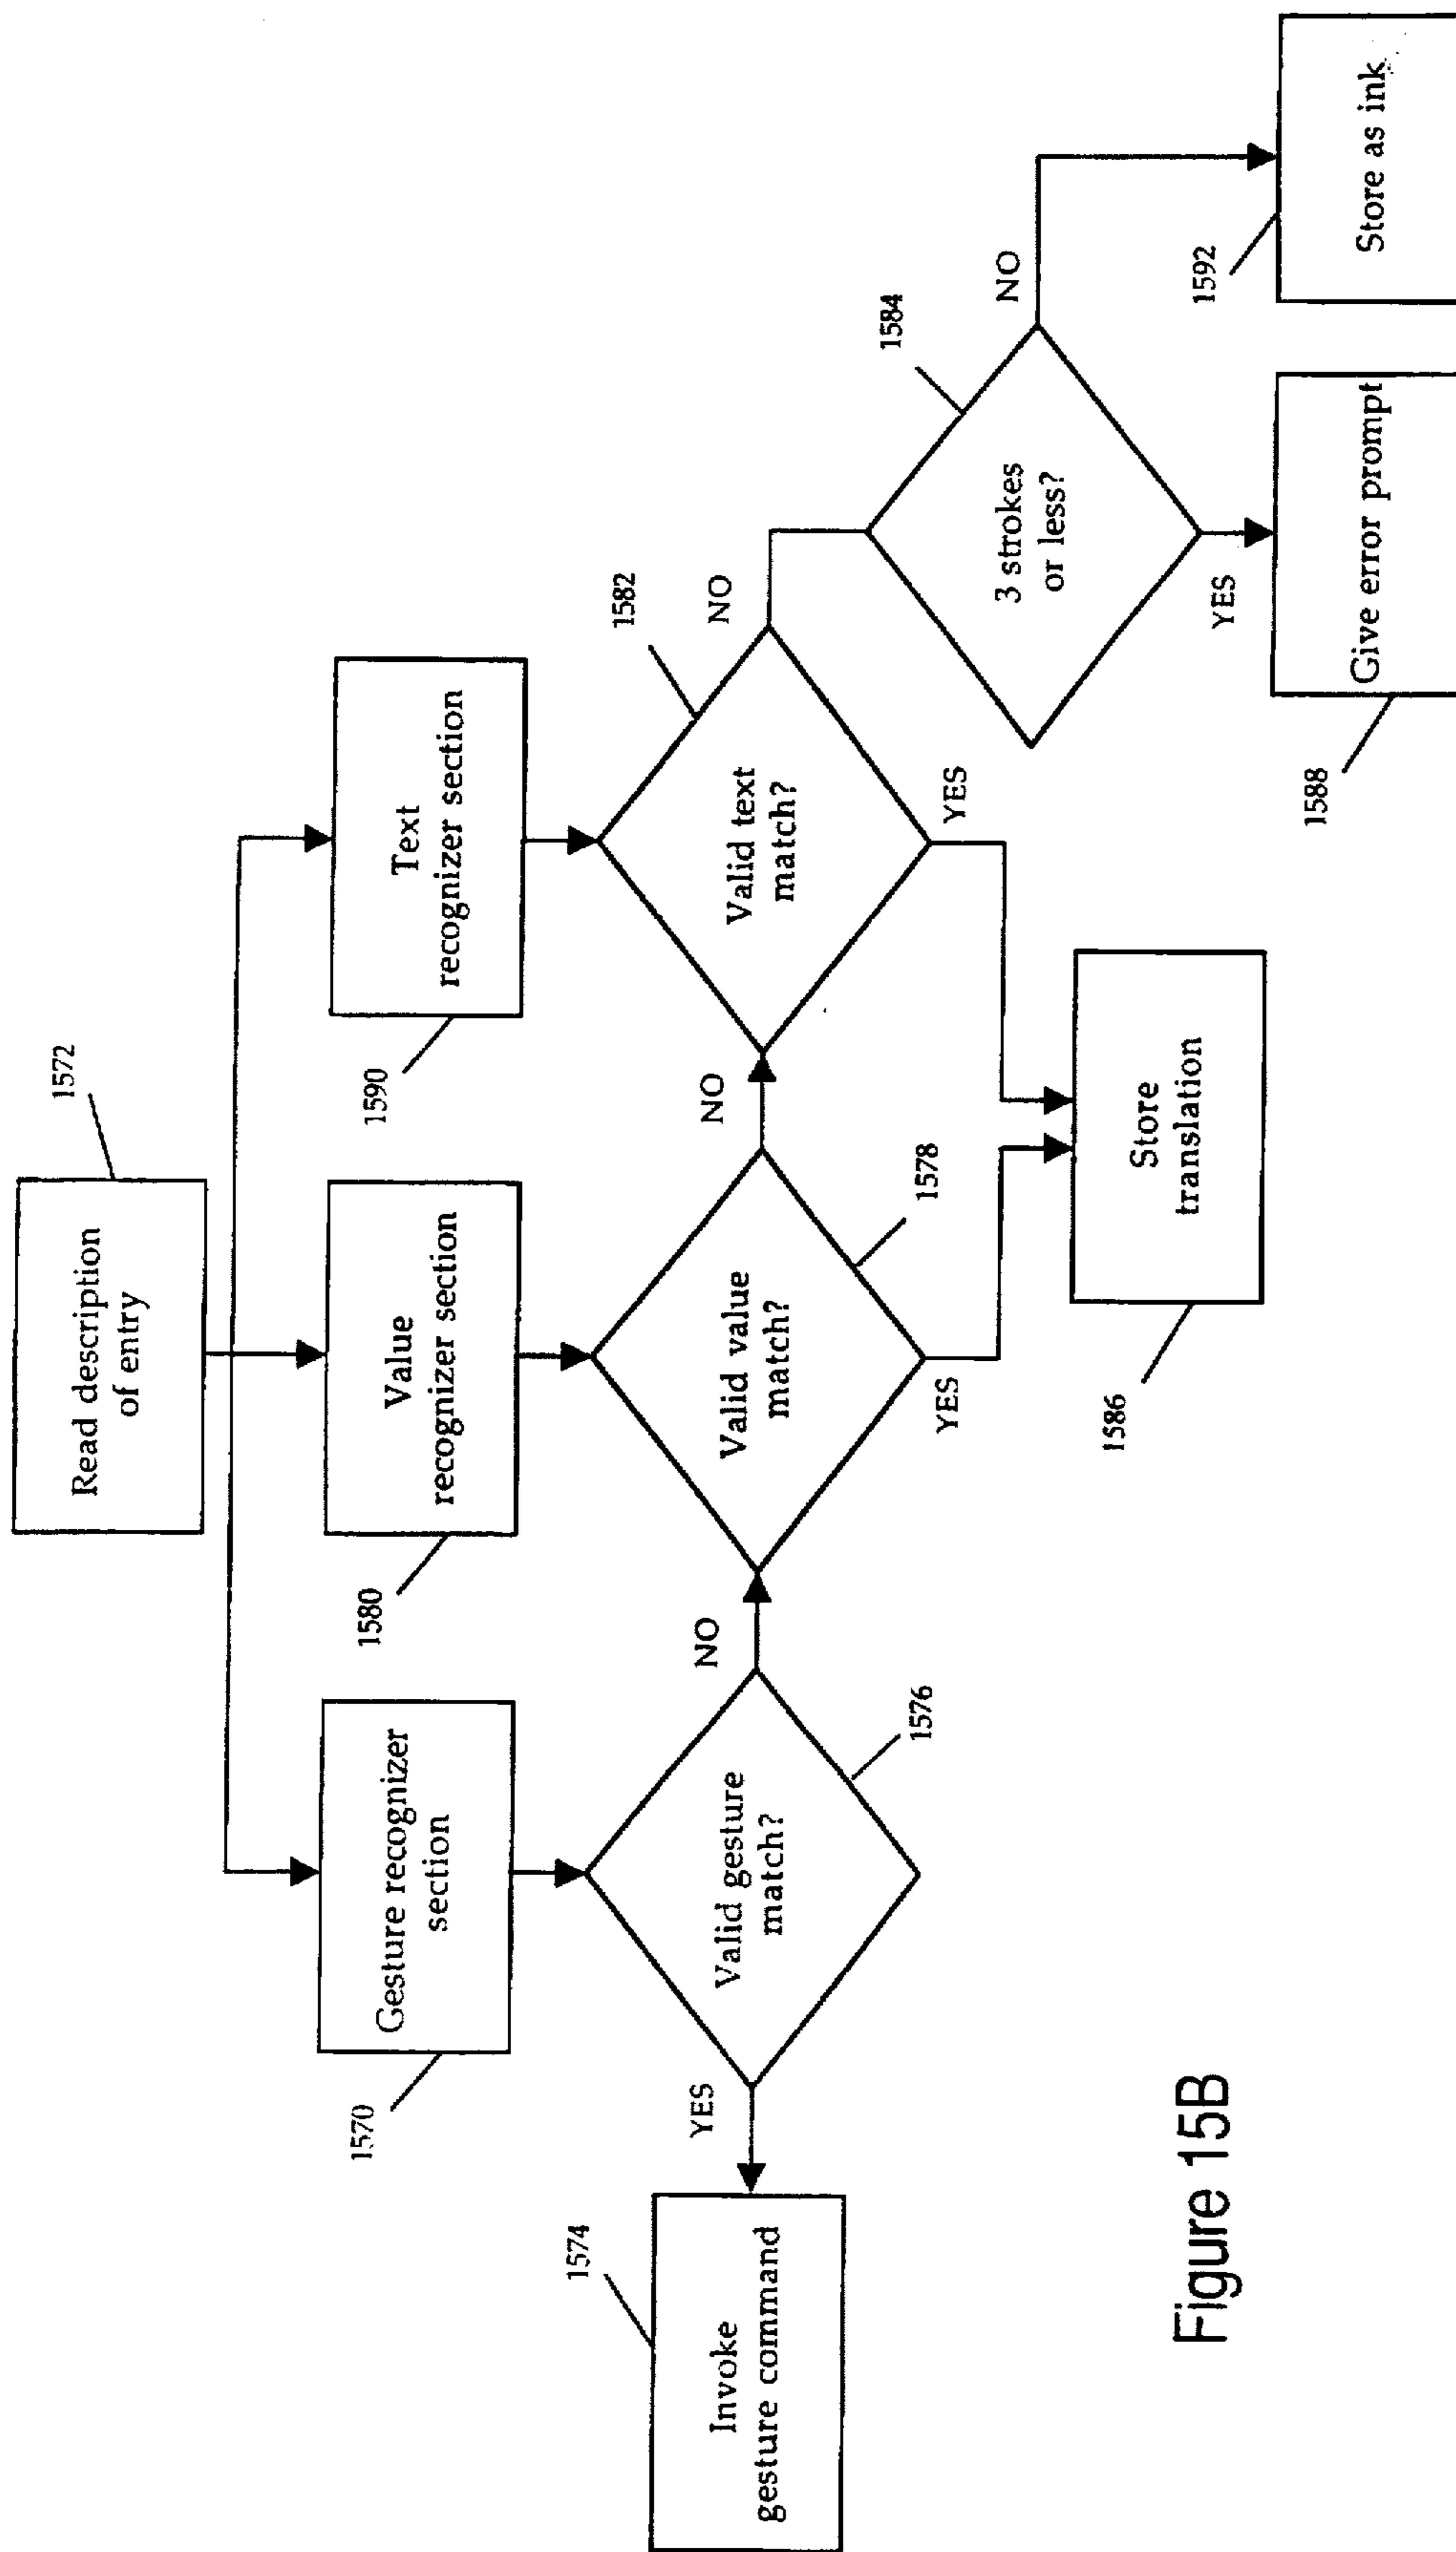 1572
Read description
of entry
1570
Gesture recognizer
section
1580
Value
recognizer section
1590
Text
recognizer section
1574
Invoke
gesture command
YES
Valid gesture
match?
1576
NO
Valid value
match?
1578
YES
NO
Valid text
match?
1582
YES
NO
1584
3 strokes
or less?
NO
YES
1586
Store
translation
1588
Give error prompt
1592
Store as ink
Figure 15B